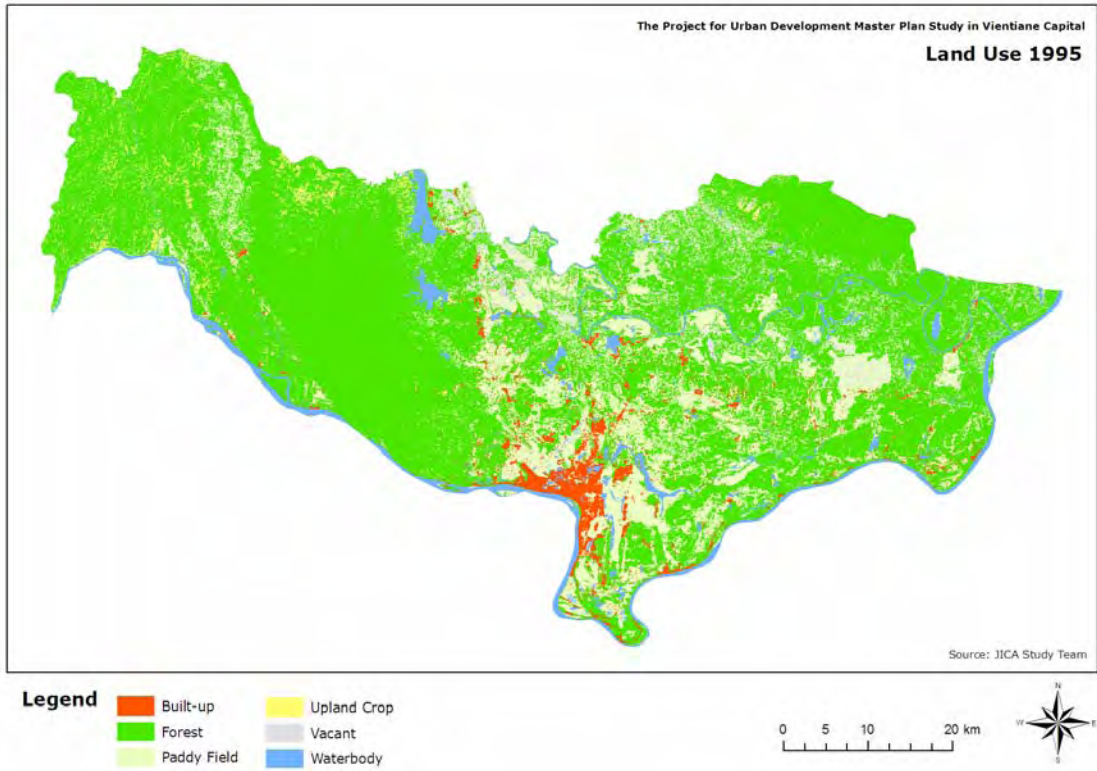 The Project for Urban Development Master Plan Study in Vientiane Capital
Land Use 1995
Source: JICA Study Team
Legend
Built-up
Forest
Paddy Field
Upland Crop
Vacant
Waterbody
0 5 10 20 km
N
W E
S